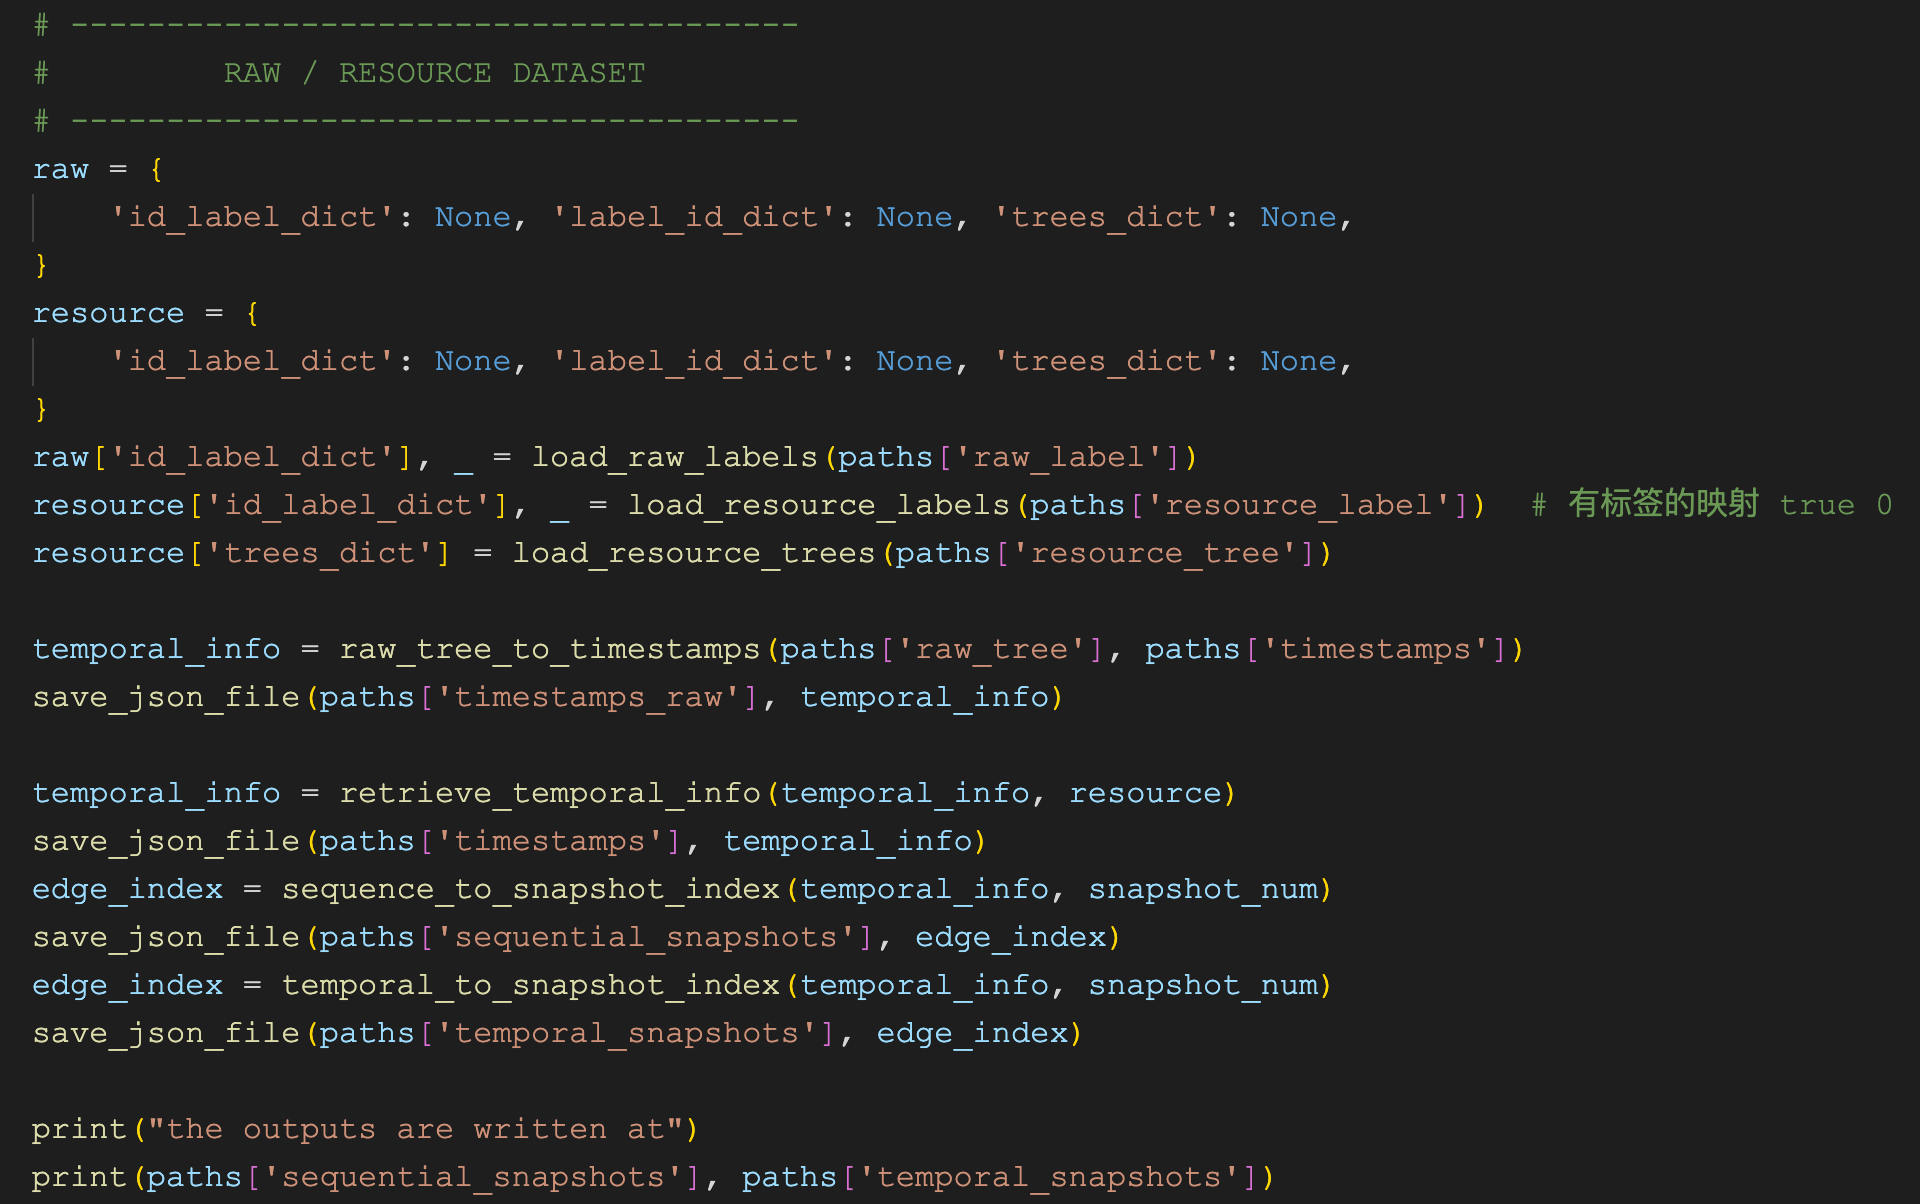 # --------------------------------------
#         RAW / RESOURCE DATASET
# --------------------------------------
raw = {
    'id_label_dict': None, 'label_id_dict': None, 'trees_dict': None,
}
resource = {
    'id_label_dict': None, 'label_id_dict': None, 'trees_dict': None,
}
raw['id_label_dict'], _ = load_raw_labels(paths['raw_label'])
resource['id_label_dict'], _ = load_resource_labels(paths['resource_label'])  # 有标签的映射 true 0
resource['trees_dict'] = load_resource_trees(paths['resource_tree'])

temporal_info = raw_tree_to_timestamps(paths['raw_tree'], paths['timestamps'])
save_json_file(paths['timestamps_raw'], temporal_info)

temporal_info = retrieve_temporal_info(temporal_info, resource)
save_json_file(paths['timestamps'], temporal_info)
edge_index = sequence_to_snapshot_index(temporal_info, snapshot_num)
save_json_file(paths['sequential_snapshots'], edge_index)
edge_index = temporal_to_snapshot_index(temporal_info, snapshot_num)
save_json_file(paths['temporal_snapshots'], edge_index)

print("the outputs are written at")
print(paths['sequential_snapshots'], paths['temporal_snapshots'])